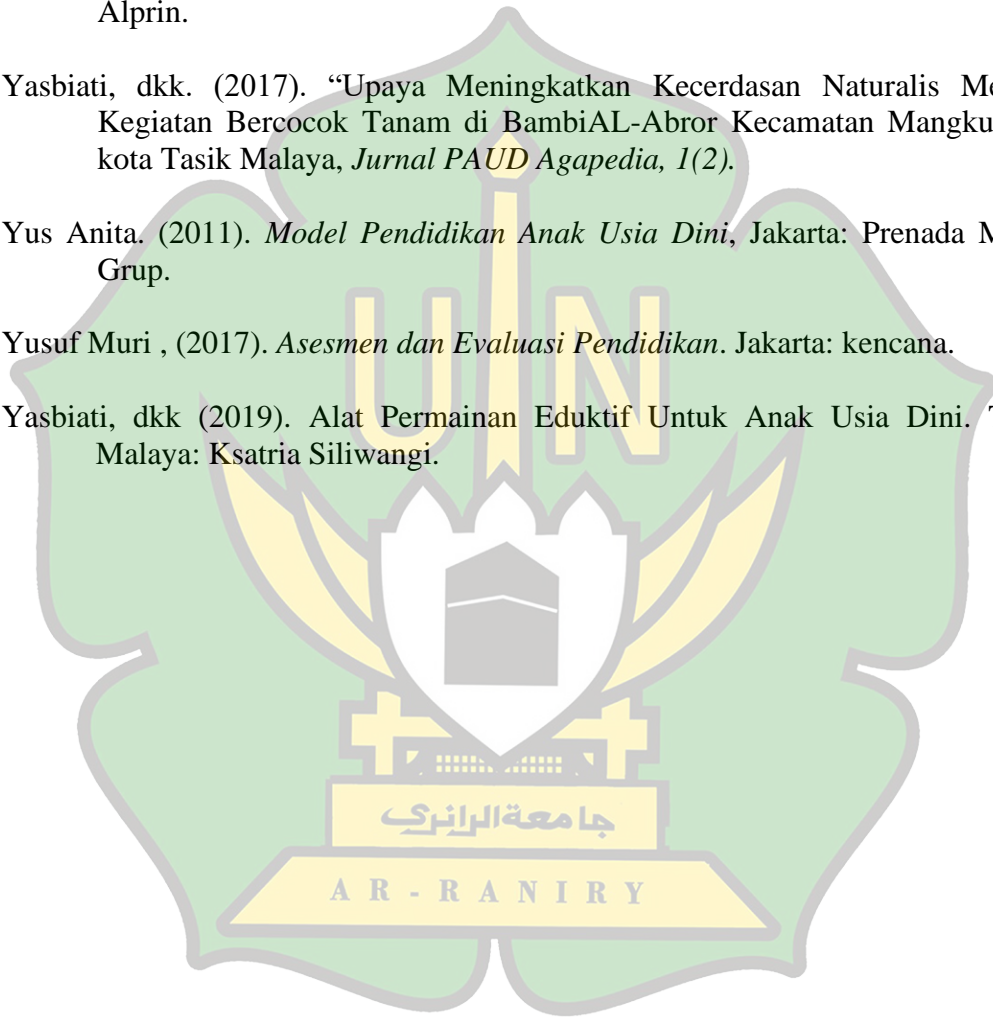 Alprin.
Yasbiati, dkk. (2017). “Upaya Meningkatkan Kecerdasan Naturalis
Kegiatan Bercocok Tanam di BambiAL-Abror Kecamatan
kota Tasik Malaya, Jurnal PAUD Agapedia, 1(2).
Yus Anita. (2011). Model Pendidikan Anak Usia Dini, Jakarta: Prenada
Grup.
Yusuf Muri , (2017). Asesmen dan Evaluasi Pendidikan. Jakarta: kencana.
Yasbiati, dkk (2019). Alat Permainan Eduktif Untuk Anak Usia Dini.
Malaya: Ksatria Siliwangi.
UIN
جامعة الرانري
AR-RANIRY